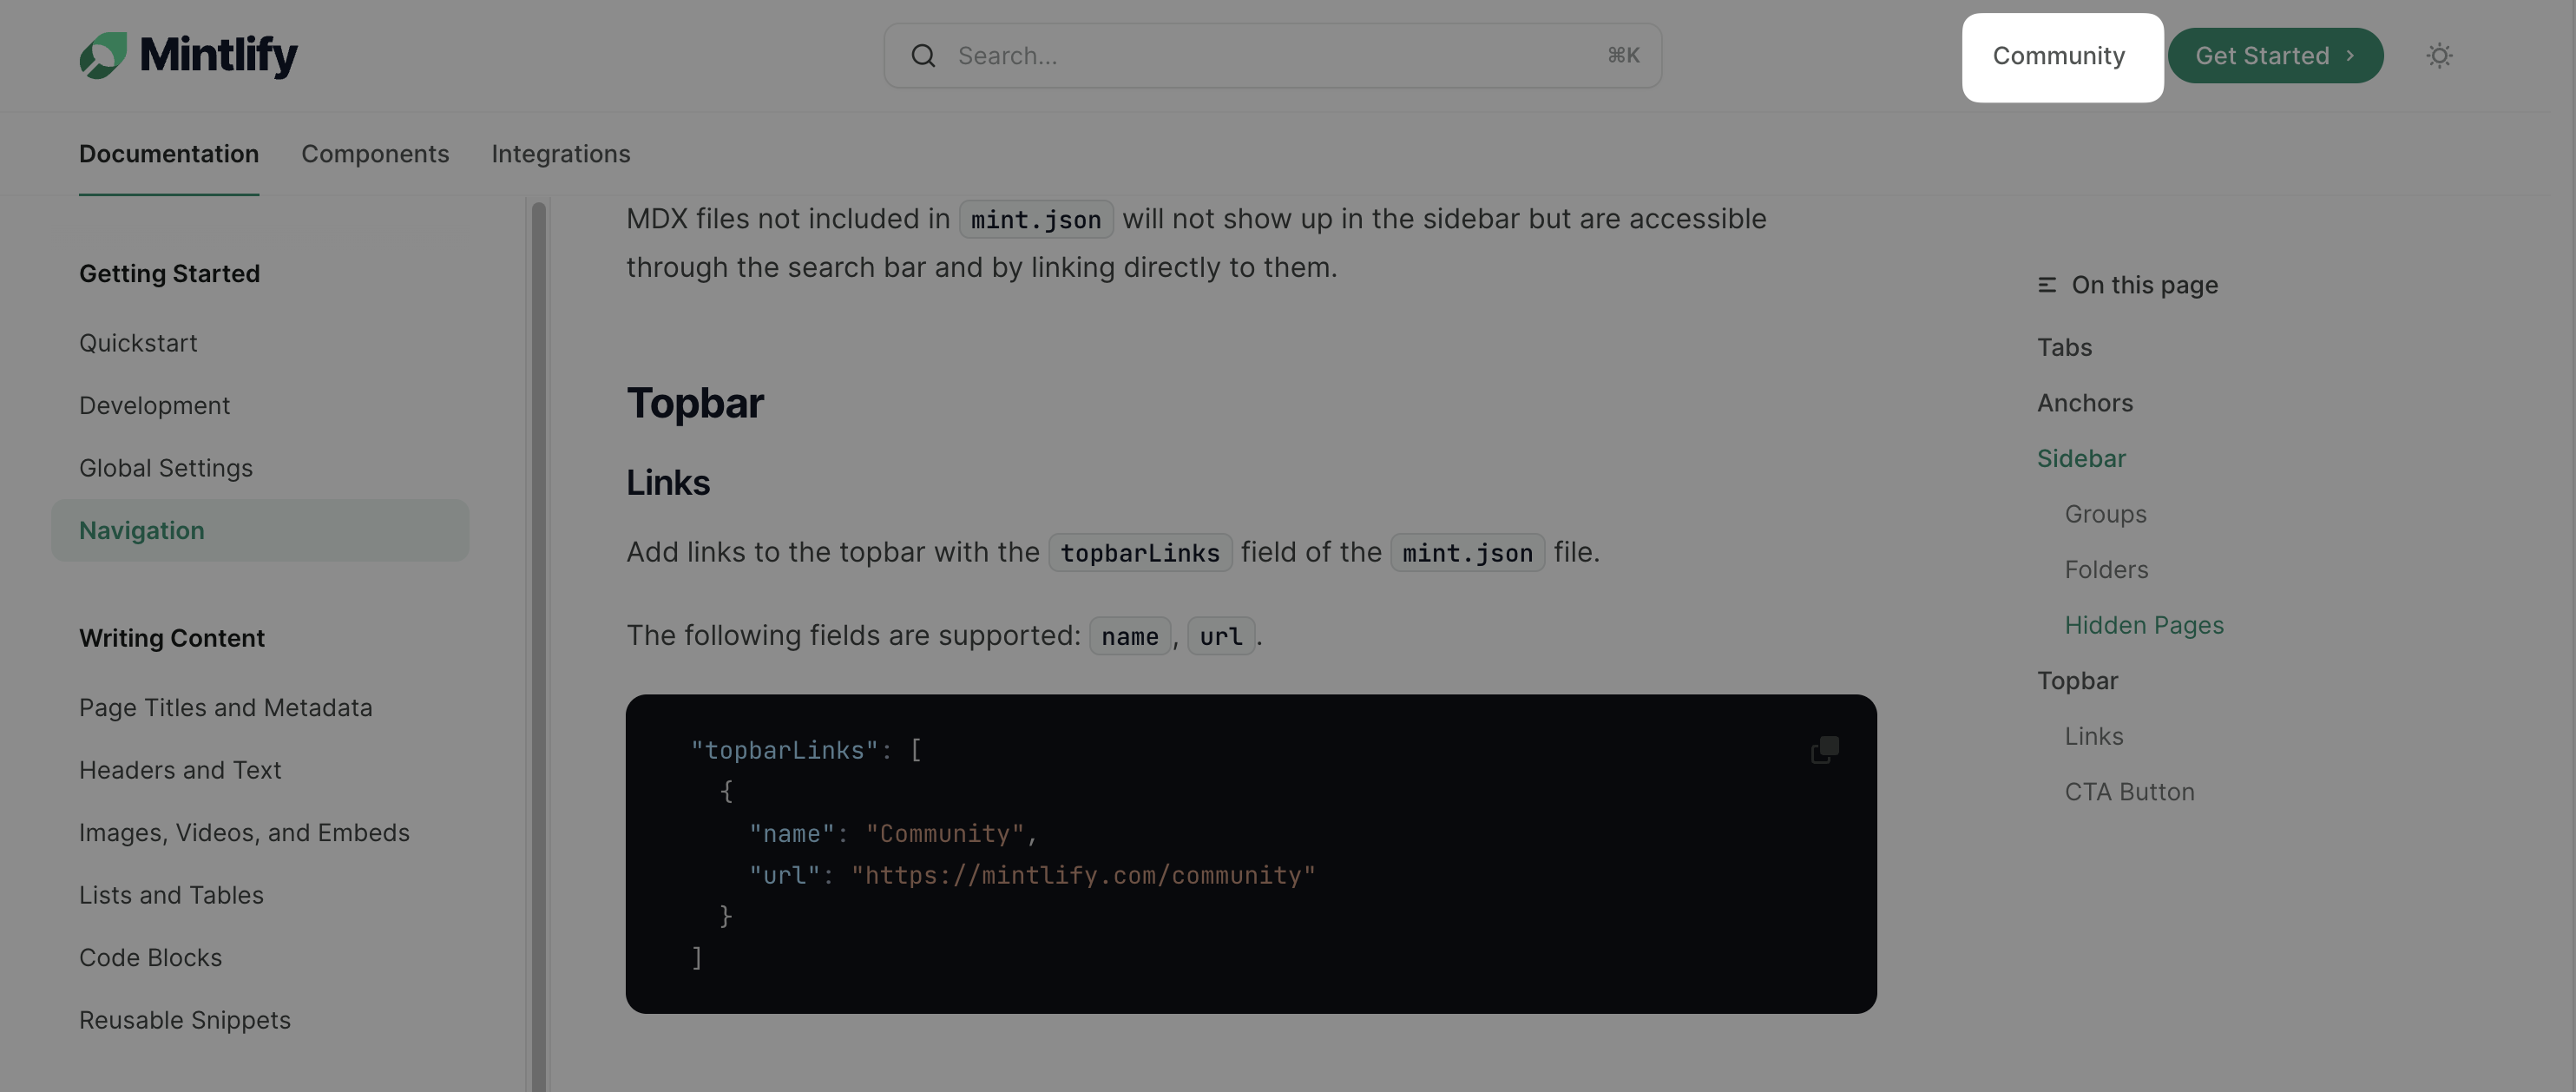 Mintlify
Search...
⌘K
Community
Get Started
Documentation
Components
Integrations
Getting Started
Quickstart
Development
Global Settings
Navigation
Writing Content
Page Titles and Metadata
Headers and Text
Images, Videos, and Embeds
Lists and Tables
Code Blocks
Reusable Snippets
MDX files not included in mint.json will not show up in the sidebar but are accessible
through the search bar and by linking directly to them.
Topbar
Links
Add links to the topbar with the topbarLinks field of the mint.json file.
The following fields are supported: name, url.
"topbarLinks": [
{
"name": "Community",
"url": "https://mintlify.com/community"
}
]
On this page
Tabs
Anchors
Sidebar
Groups
Folders
Hidden Pages
Topbar
Links
CTA Button